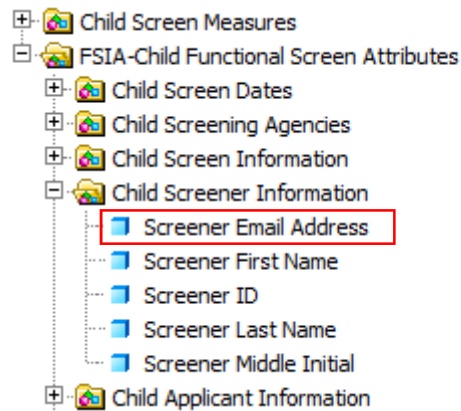 Child Screen Measures
FSIA-Child Functional Screen Attributes
Child Screen Dates
Child Screening Agencies
Child Screen Information
Child Screener Information
Screener Email Address
Screener First Name
Screener ID
Screener Last Name
Screener Middle Initial
Child Applicant Information